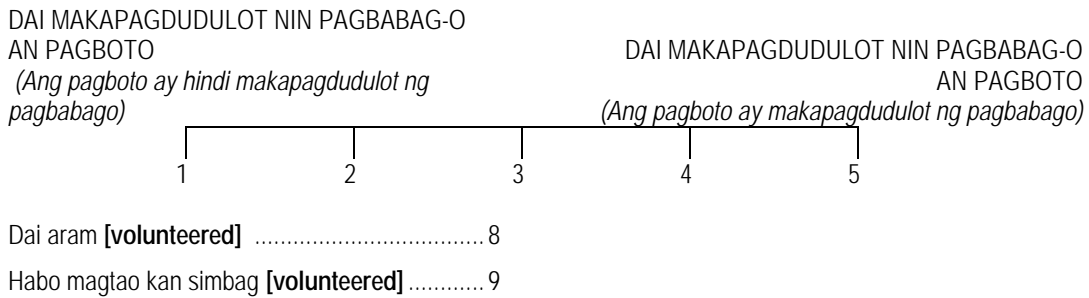 DAI MAKAPAGDUDULOT NIN PAGBABAG-O
AN PAGBOTO
(Ang pagboto ay hindi makapagdudulot ng
pagbabago)
DAI MAKAPAGDUDULOT NIN PAGBABAG-O
AN PAGBOTO
(Ang pagboto ay makapagdudulot ng pagbabago)
1 2 3 4 5
Dai aram [volunteered] .................................... 8
Habo magtao kan simbag [volunteered] ............ 9